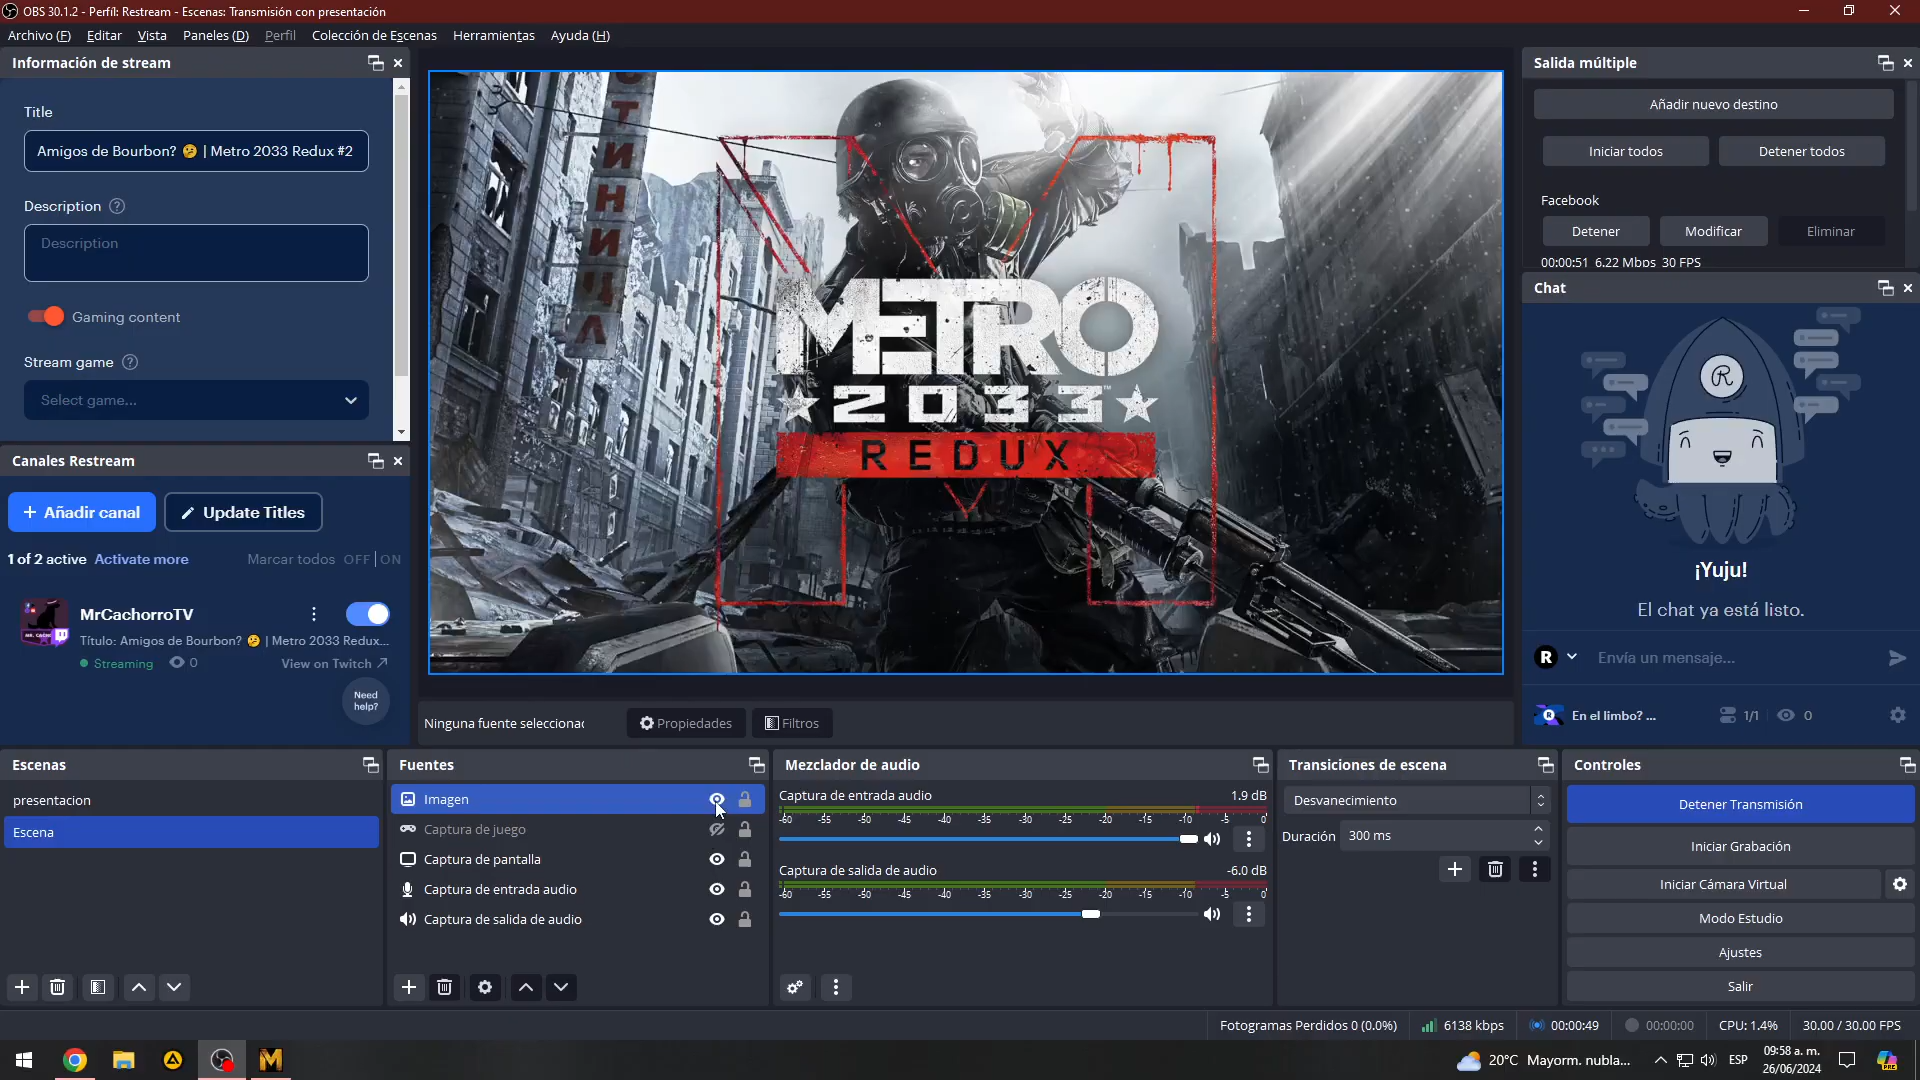 OBS 30.1.2 - Perfil: Restream - Escenas: Transmisión con presentación
Archivo (F) Editar Vista Paneles (D) Perfil Colección de Escenas Herramientas Ayuda (H)
Información de stream
Title
Amigos de Bourbon? 🤔 | Metro 2033 Redux #2
Description
Description
Gaming content
Stream game
Select game...
Canales Restream
+ Añadir canal
Update Titles
1 of 2 active Activate more Marcar todos OFF | ON
MrCachorroTV
Título: Amigos de Bourbon? 🤔 | Metro 2033 Redux...
Streaming 0 View on Twitch
Need help?
METRO
2033
REDUX
Ninguna fuente seleccionad
Propiedades
Filtros
Salida múltiple
Añadir nuevo destino
Iniciar todos
Detener todos
Facebook
Detener
Modificar
Eliminar
00:00:51 6.22 Mbps 30 FPS
Chat
¡Yuju!
El chat ya está listo.
R
Envía un mensaje...
En el limbo? ... 1/1 0
Escenas
presentacion
Escena
Fuentes
Imagen
Captura de juego
Captura de pantalla
Captura de entrada audio
Captura de salida de audio
Mezclador de audio
Captura de entrada audio 1.9 dB
-60 -55 -50 -45 -40 -35 -30 -25 -20 -15 -10 -5 0
Captura de salida de audio -6.0 dB
-60 -55 -50 -45 -40 -35 -30 -25 -20 -15 -10 -5 0
Transiciones de escena
Desvanecimiento
Duración 300 ms
Controles
Detener Transmisión
Iniciar Grabación
Iniciar Cámara Virtual
Modo Estudio
Ajustes
Salir
Fotogramas Perdidos 0 (0.0%) 6138 kbps 00:00:49 00:00:00 CPU: 1.4% 30.00 / 30.00 FPS
20°C Mayorm. nubla... ESP
09:58 a. m.
26/06/2024